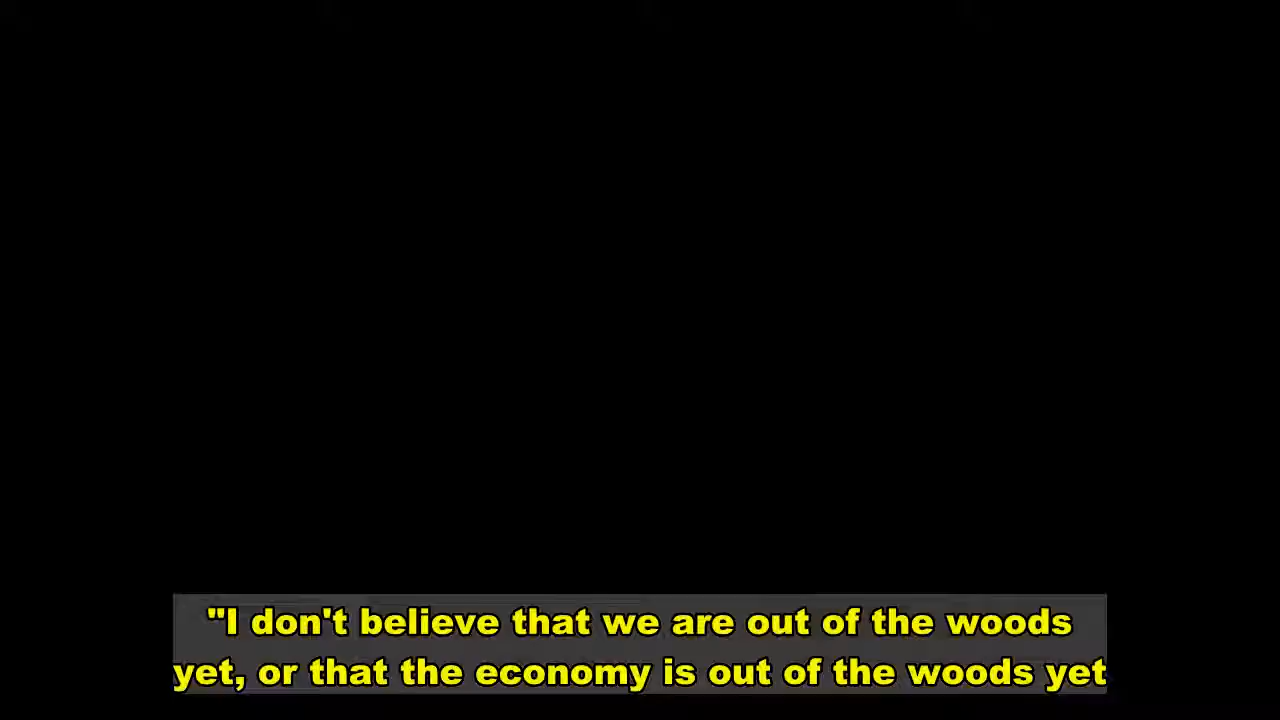 "I don't believe that we are out of the woods
yet, or that the economy is out of the woods yet